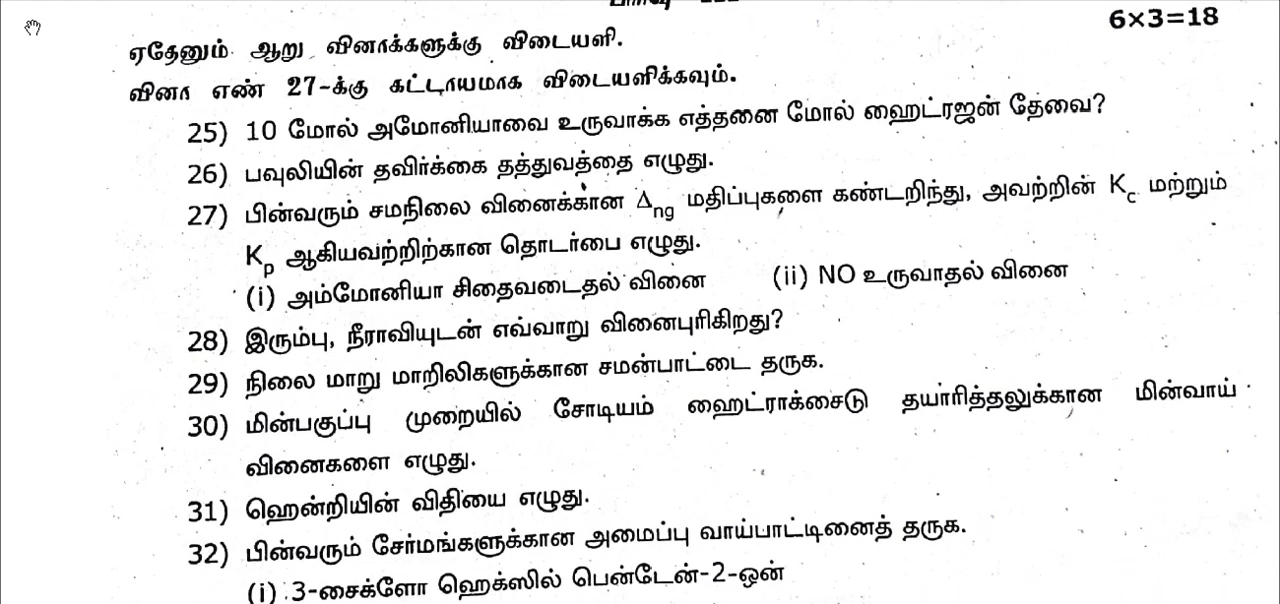 6×3=18
ஏதேனும் ஆறு வினாக்களுக்கு விடையளி.
வினா எண் 27-க்கு கட்டாயமாக விடையளிக்கவும்.
25) 10 மோல் அமோனியாவை உருவாக்க எத்தனை மோல் ஹைட்ரஜன் தேவை?
26) பவுலியின் தவிர்க்கை தத்துவத்தை எழுது.
27) பின்வரும் சமநிலை வினைக்கான Δng மதிப்புகளை கண்டறிந்து, அவற்றின் Kc மற்றும்
Kp ஆகியவற்றிற்கான தொடர்பை எழுது.
(i) அம்மோனியா சிதைவடைதல் வினை (ii) NO உருவாதல் வினை
28) இரும்பு, நீராவியுடன் எவ்வாறு வினைபுரிகிறது?
29) நிலை மாறு மாறிலிகளுக்கான சமன்பாட்டை தருக.
30) மின்பகுப்பு முறையில் சோடியம் ஹைட்ராக்சைடு தயாரித்தலுக்கான மின்வாய்
வினைகளை எழுது.
31) ஹென்றியின் விதியை எழுது.
32) பின்வரும் சேர்மங்களுக்கான அமைப்பு வாய்பாட்டினைத் தருக.
(i) 3-சைக்ளோ ஹெக்ஸில் பென்டேன்-2-ஒன்